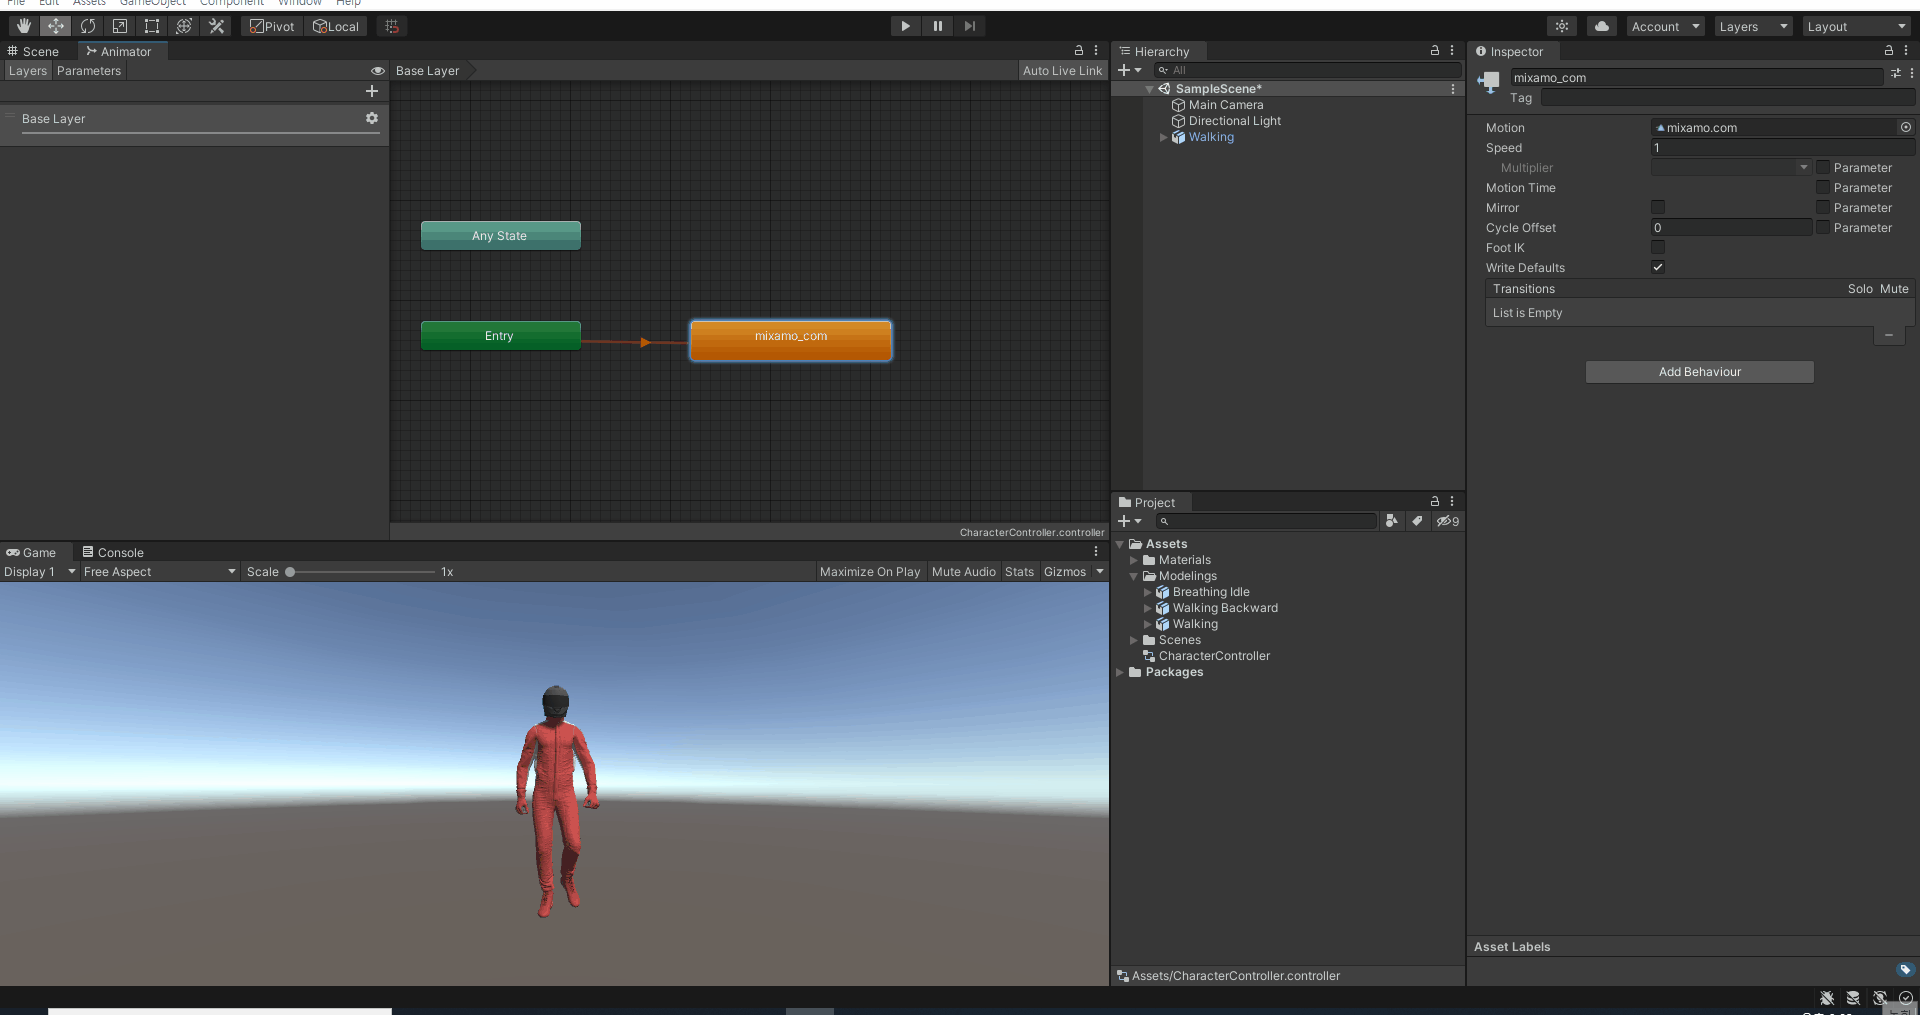 File Edit Assets GameObject Component Window Help
Pivot Local Account Layers Layout
Scene Animator
Layers Parameters Base Layer Auto Live Link
Base Layer
Any State
Entry mixamo_com
CharacterController.controller
Game Console
Display 1 Free Aspect Scale 1x Maximize On Play Mute Audio Stats Gizmos
Hierarchy
All
SampleScene*
Main Camera
Directional Light
Walking
Project
9
Assets
Materials
Modelings
Breathing Idle
Walking Backward
Walking
Scenes
CharacterController
Packages
Assets/CharacterController.controller
Inspector
mixamo_com
Tag
Motion mixamo.com
Speed 1
Multiplier Parameter
Motion Time Parameter
Mirror Parameter
Cycle Offset 0 Parameter
Foot IK
Write Defaults
Transitions Solo Mute
List is Empty
Add Behaviour
Asset Labels